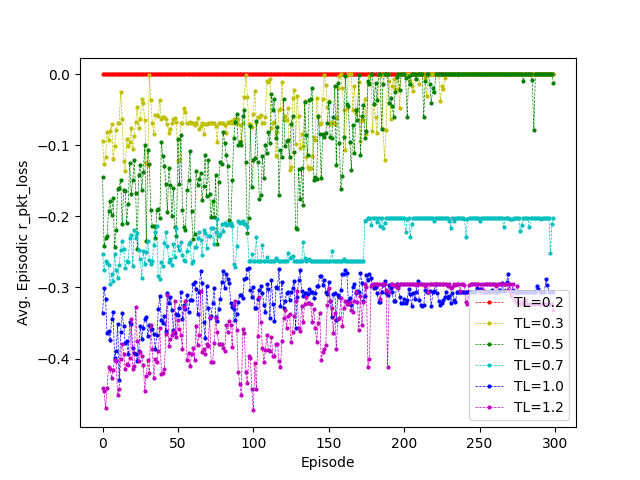 0.0
−0.1
−0.2
−0.3
−0.4
Avg. Episodic r_pkt_loss
0
50
100
150
200
250
300
Episode
TL=0.2
TL=0.3
TL=0.5
TL=0.7
TL=1.0
TL=1.2